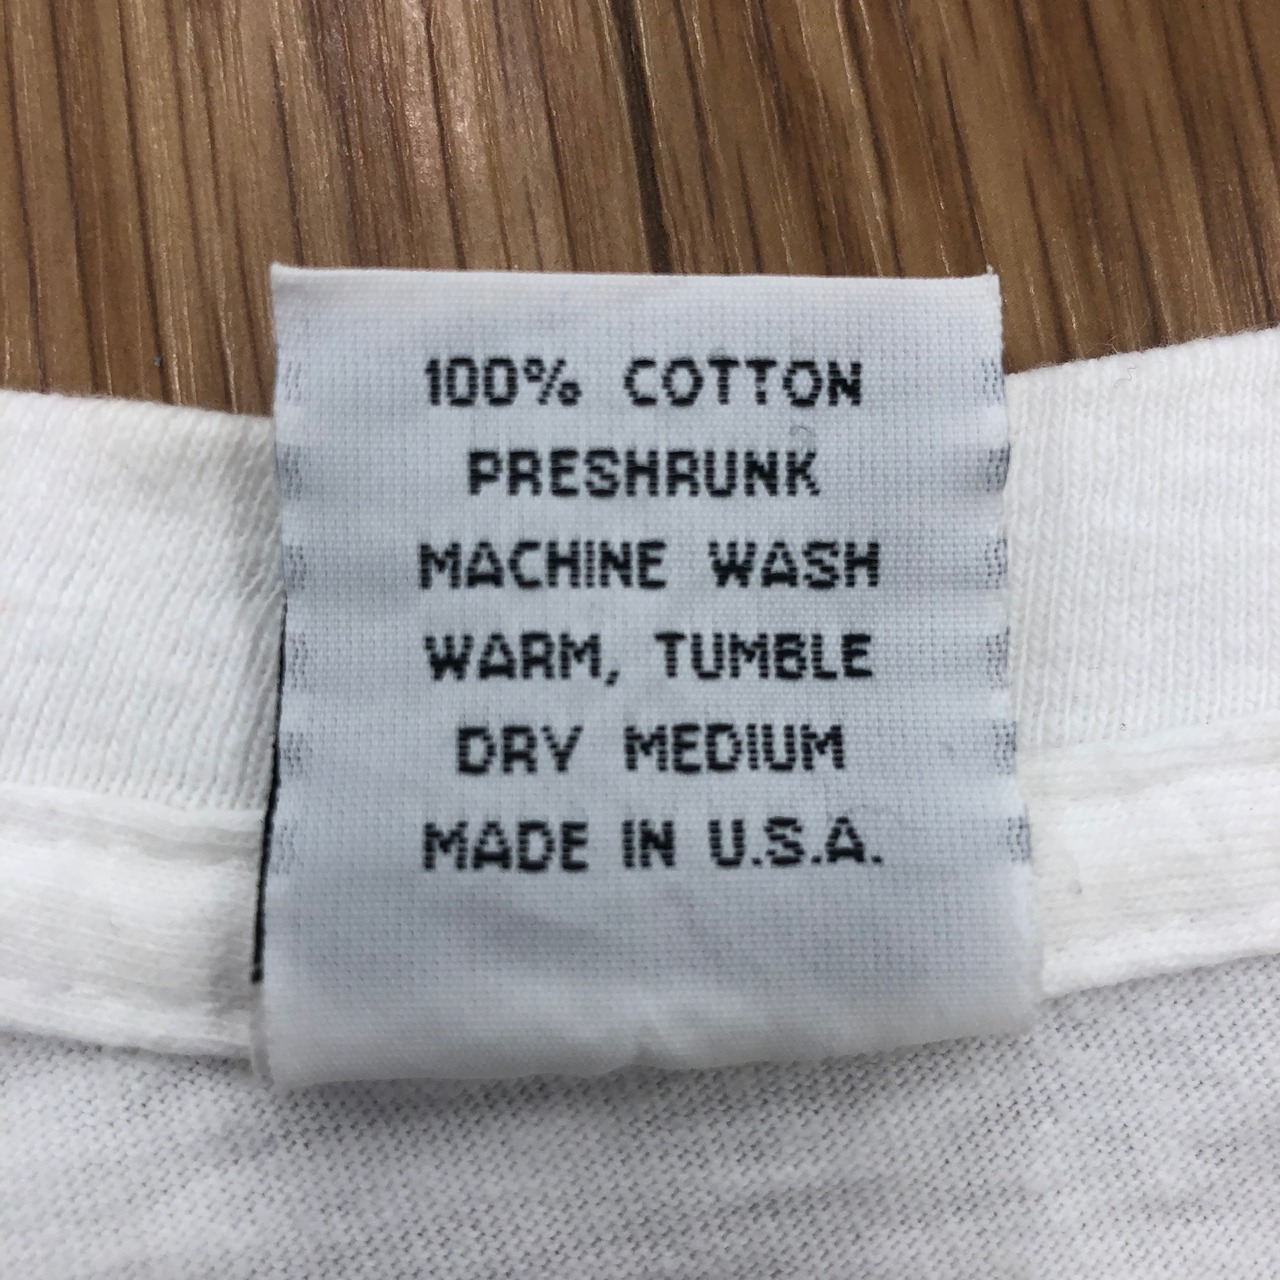 100% COTTON
PRESHRUNK
MACHINE WASH
WARM, TUMBLE
DRY MEDIUM
MADE IN U.S.A.